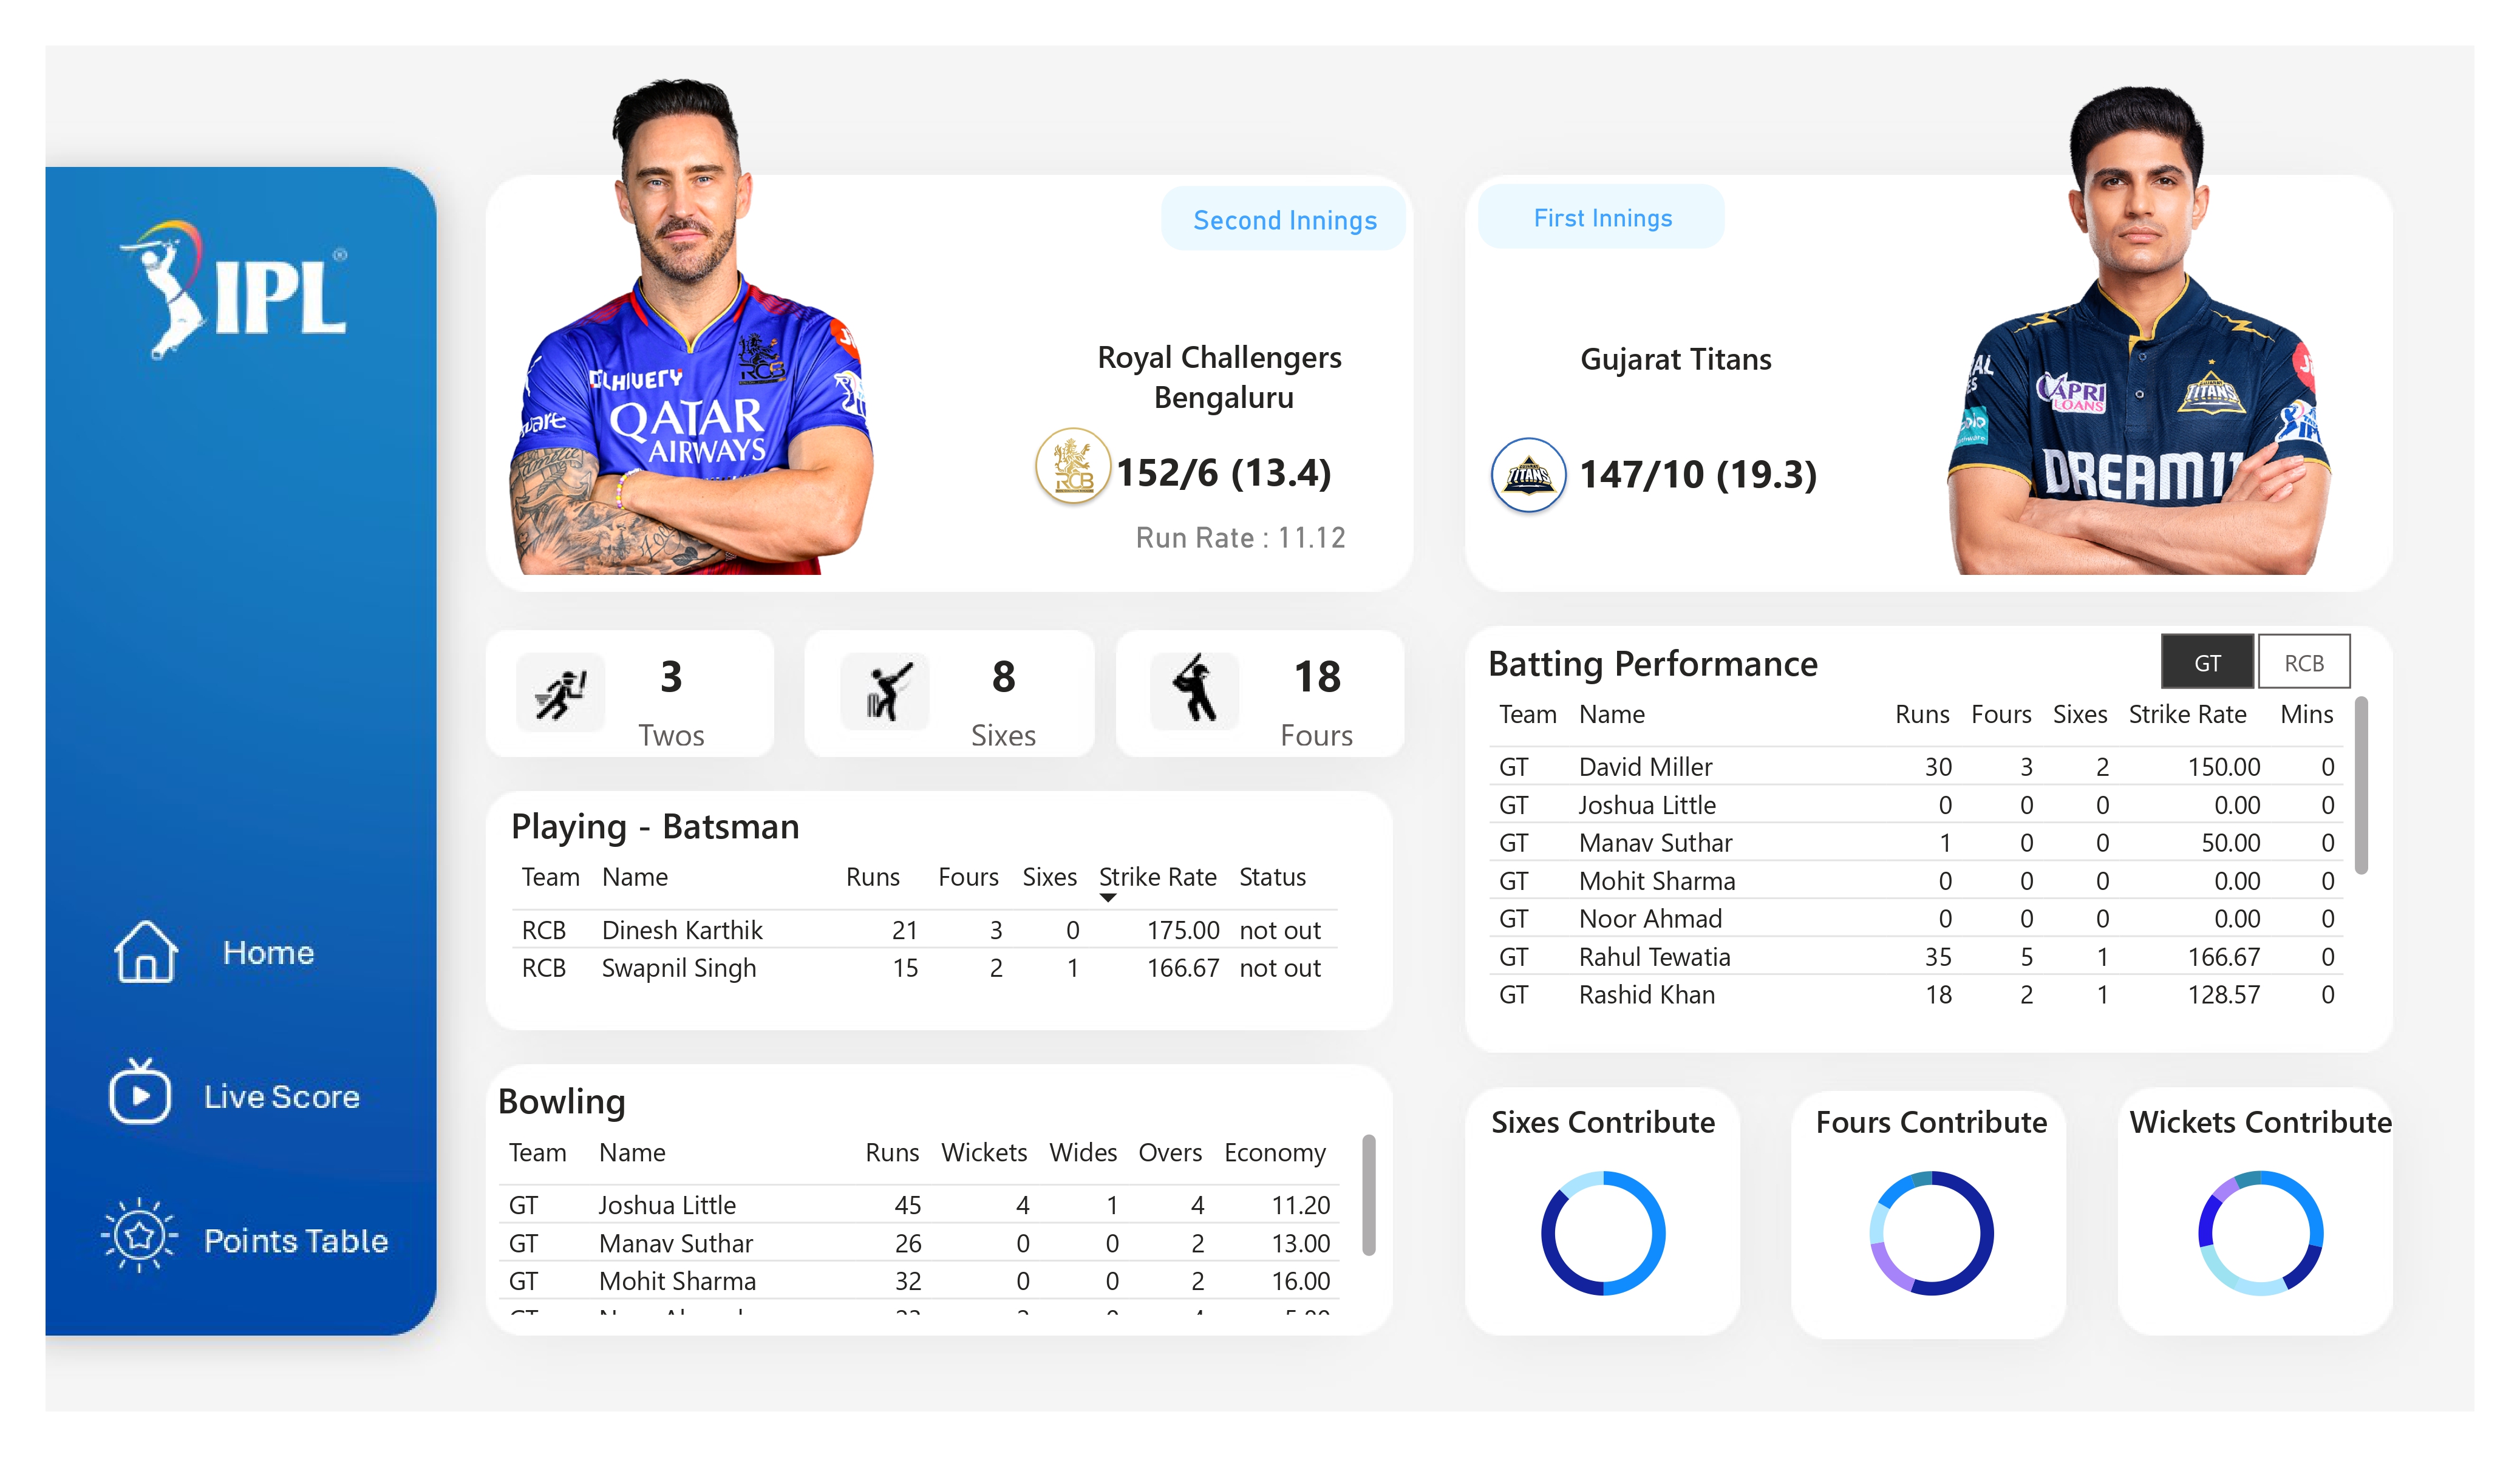 IPL
Home
Live Score
Points Table
Second Innings
Royal Challengers
Bengaluru
RCB
152/6 (13.4)
Run Rate : 11.12
QATAR
AIRWAYS
RCB
First Innings
Gujarat Titans
TITANS
147/10 (19.3)
CAPRI
LOANS
TITANS
DREAM11
3
Twos
8
Sixes
18
Fours
Playing - Batsman
Team Name Runs Fours Sixes Strike Rate Status
RCB Dinesh Karthik 21 3 0 175.00 not out
RCB Swapnil Singh 15 2 1 166.67 not out
Bowling
Team Name Runs Wickets Wides Overs Economy
GT Joshua Little 45 4 1 4 11.20
GT Manav Suthar 26 0 0 2 13.00
GT Mohit Sharma 32 0 0 2 16.00
Batting Performance
GT RCB
Team Name Runs Fours Sixes Strike Rate Mins
GT David Miller 30 3 2 150.00 0
GT Joshua Little 0 0 0 0.00 0
GT Manav Suthar 1 0 0 50.00 0
GT Mohit Sharma 0 0 0 0.00 0
GT Noor Ahmad 0 0 0 0.00 0
GT Rahul Tewatia 35 5 1 166.67 0
GT Rashid Khan 18 2 1 128.57 0
Sixes Contribute
Fours Contribute
Wickets Contribute